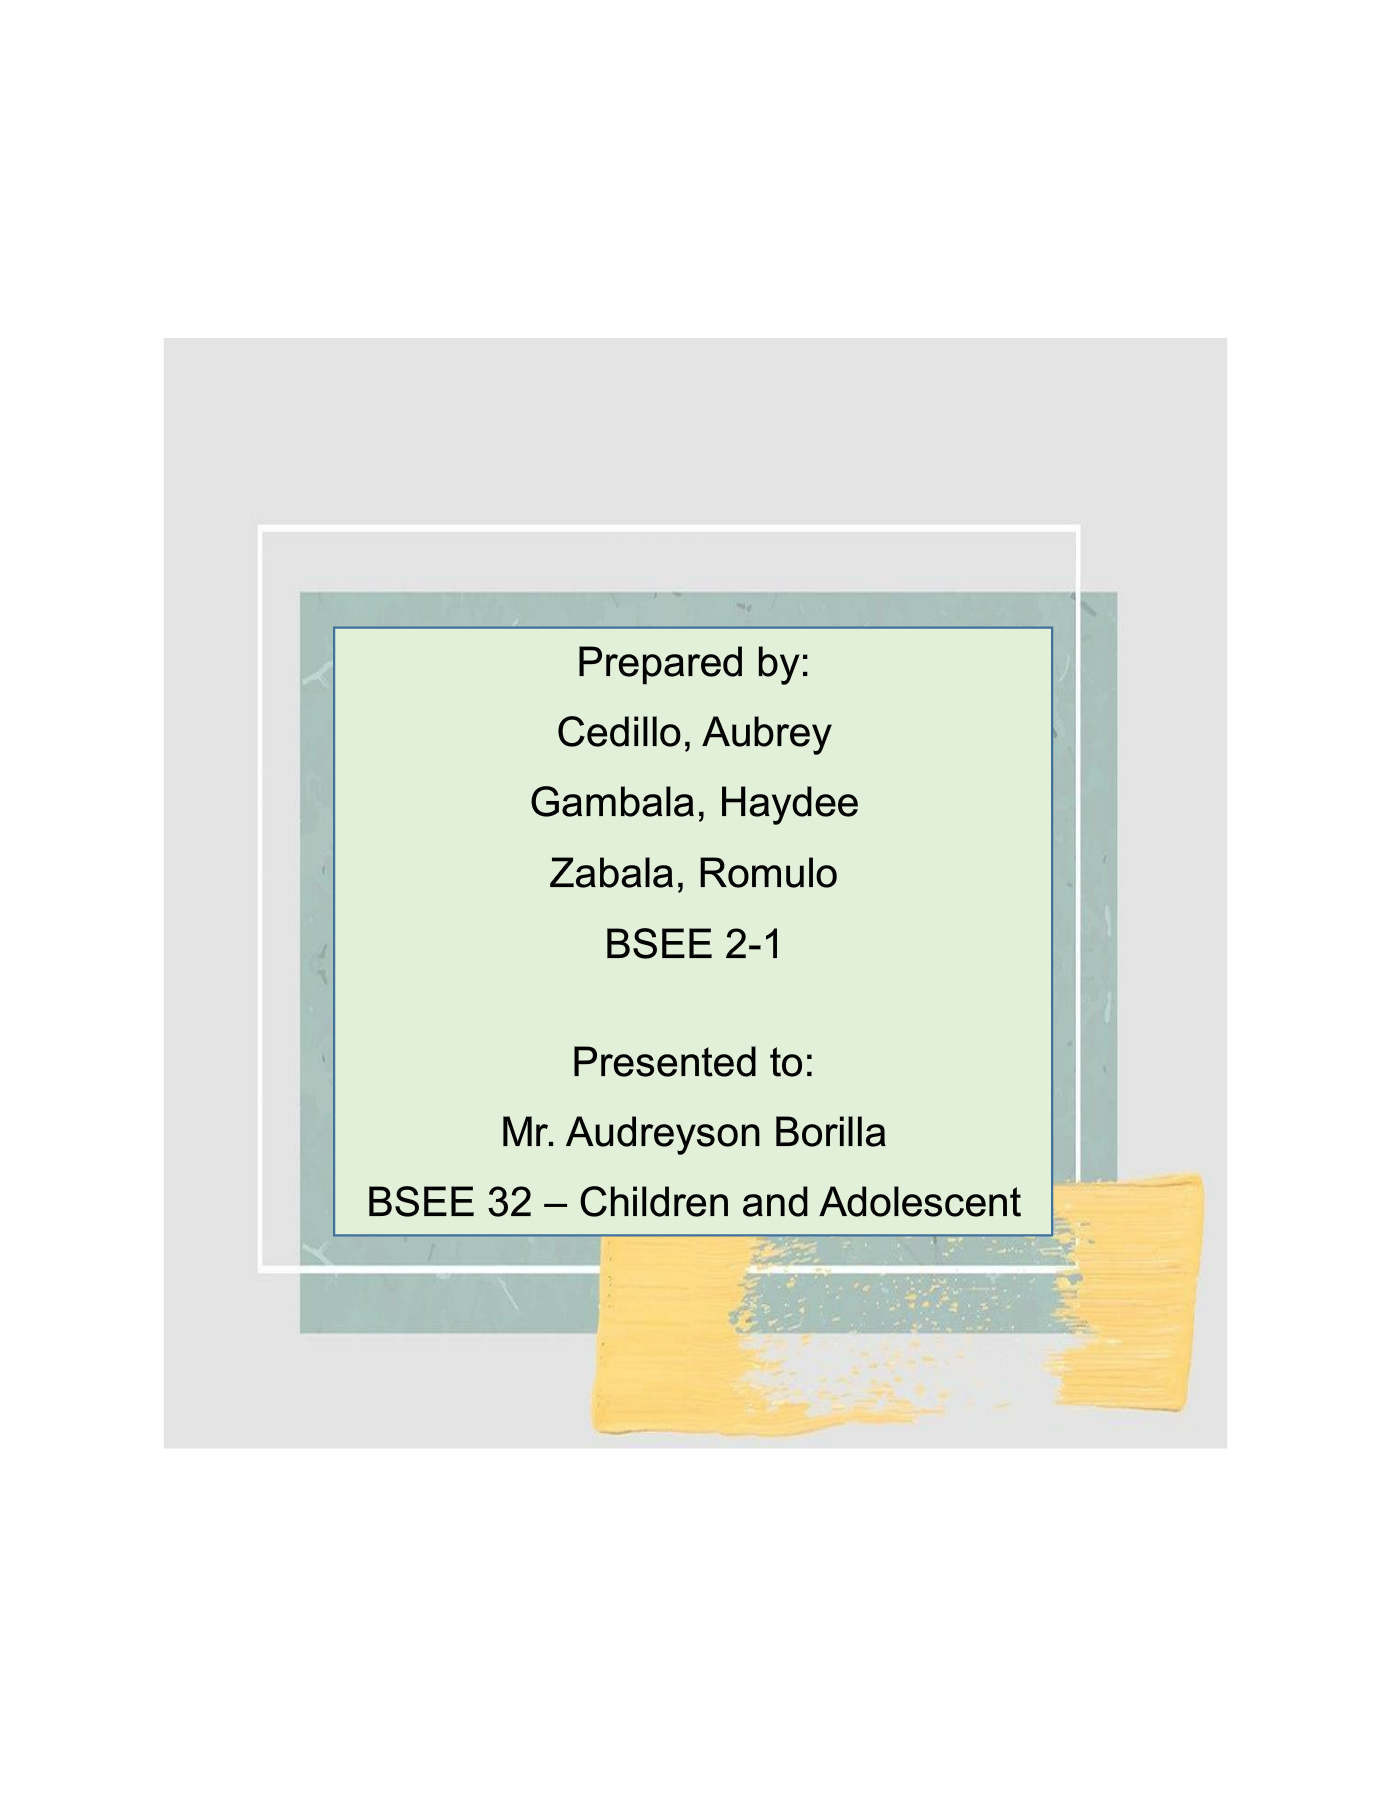 Prepared by:
Cedillo, Aubrey
Gambala, Haydee
Zabala, Romulo
BSEE 2-1
Presented to:
Mr. Audreyson Borilla
BSEE 32 – Children and Adolescent